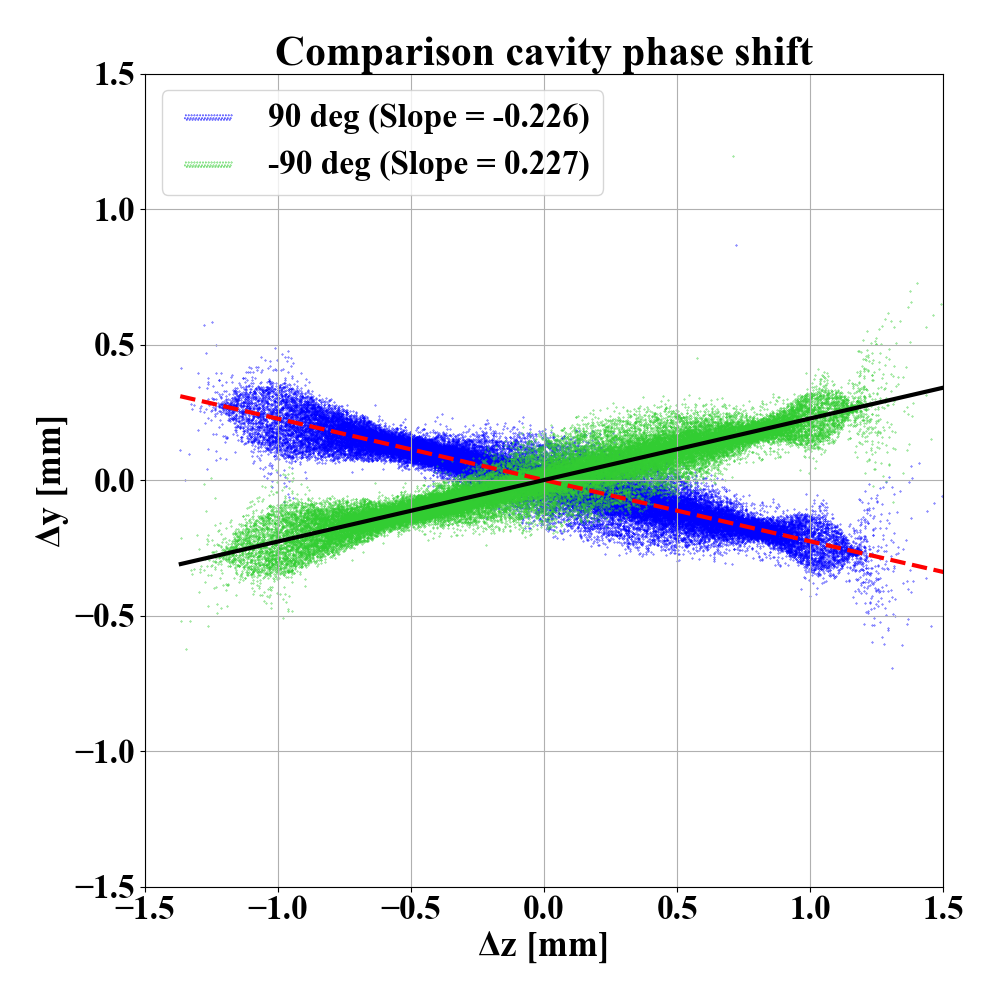 Comparison cavity phase shift
90 deg (Slope = -0.226)
-90 deg (Slope = 0.227)
1.5
1.0
0.5
0.0
−0.5
−1.0
−1.5
Δy [mm]
−1.5 −1.0 −0.5 0.0 0.5 1.0 1.5
Δz [mm]